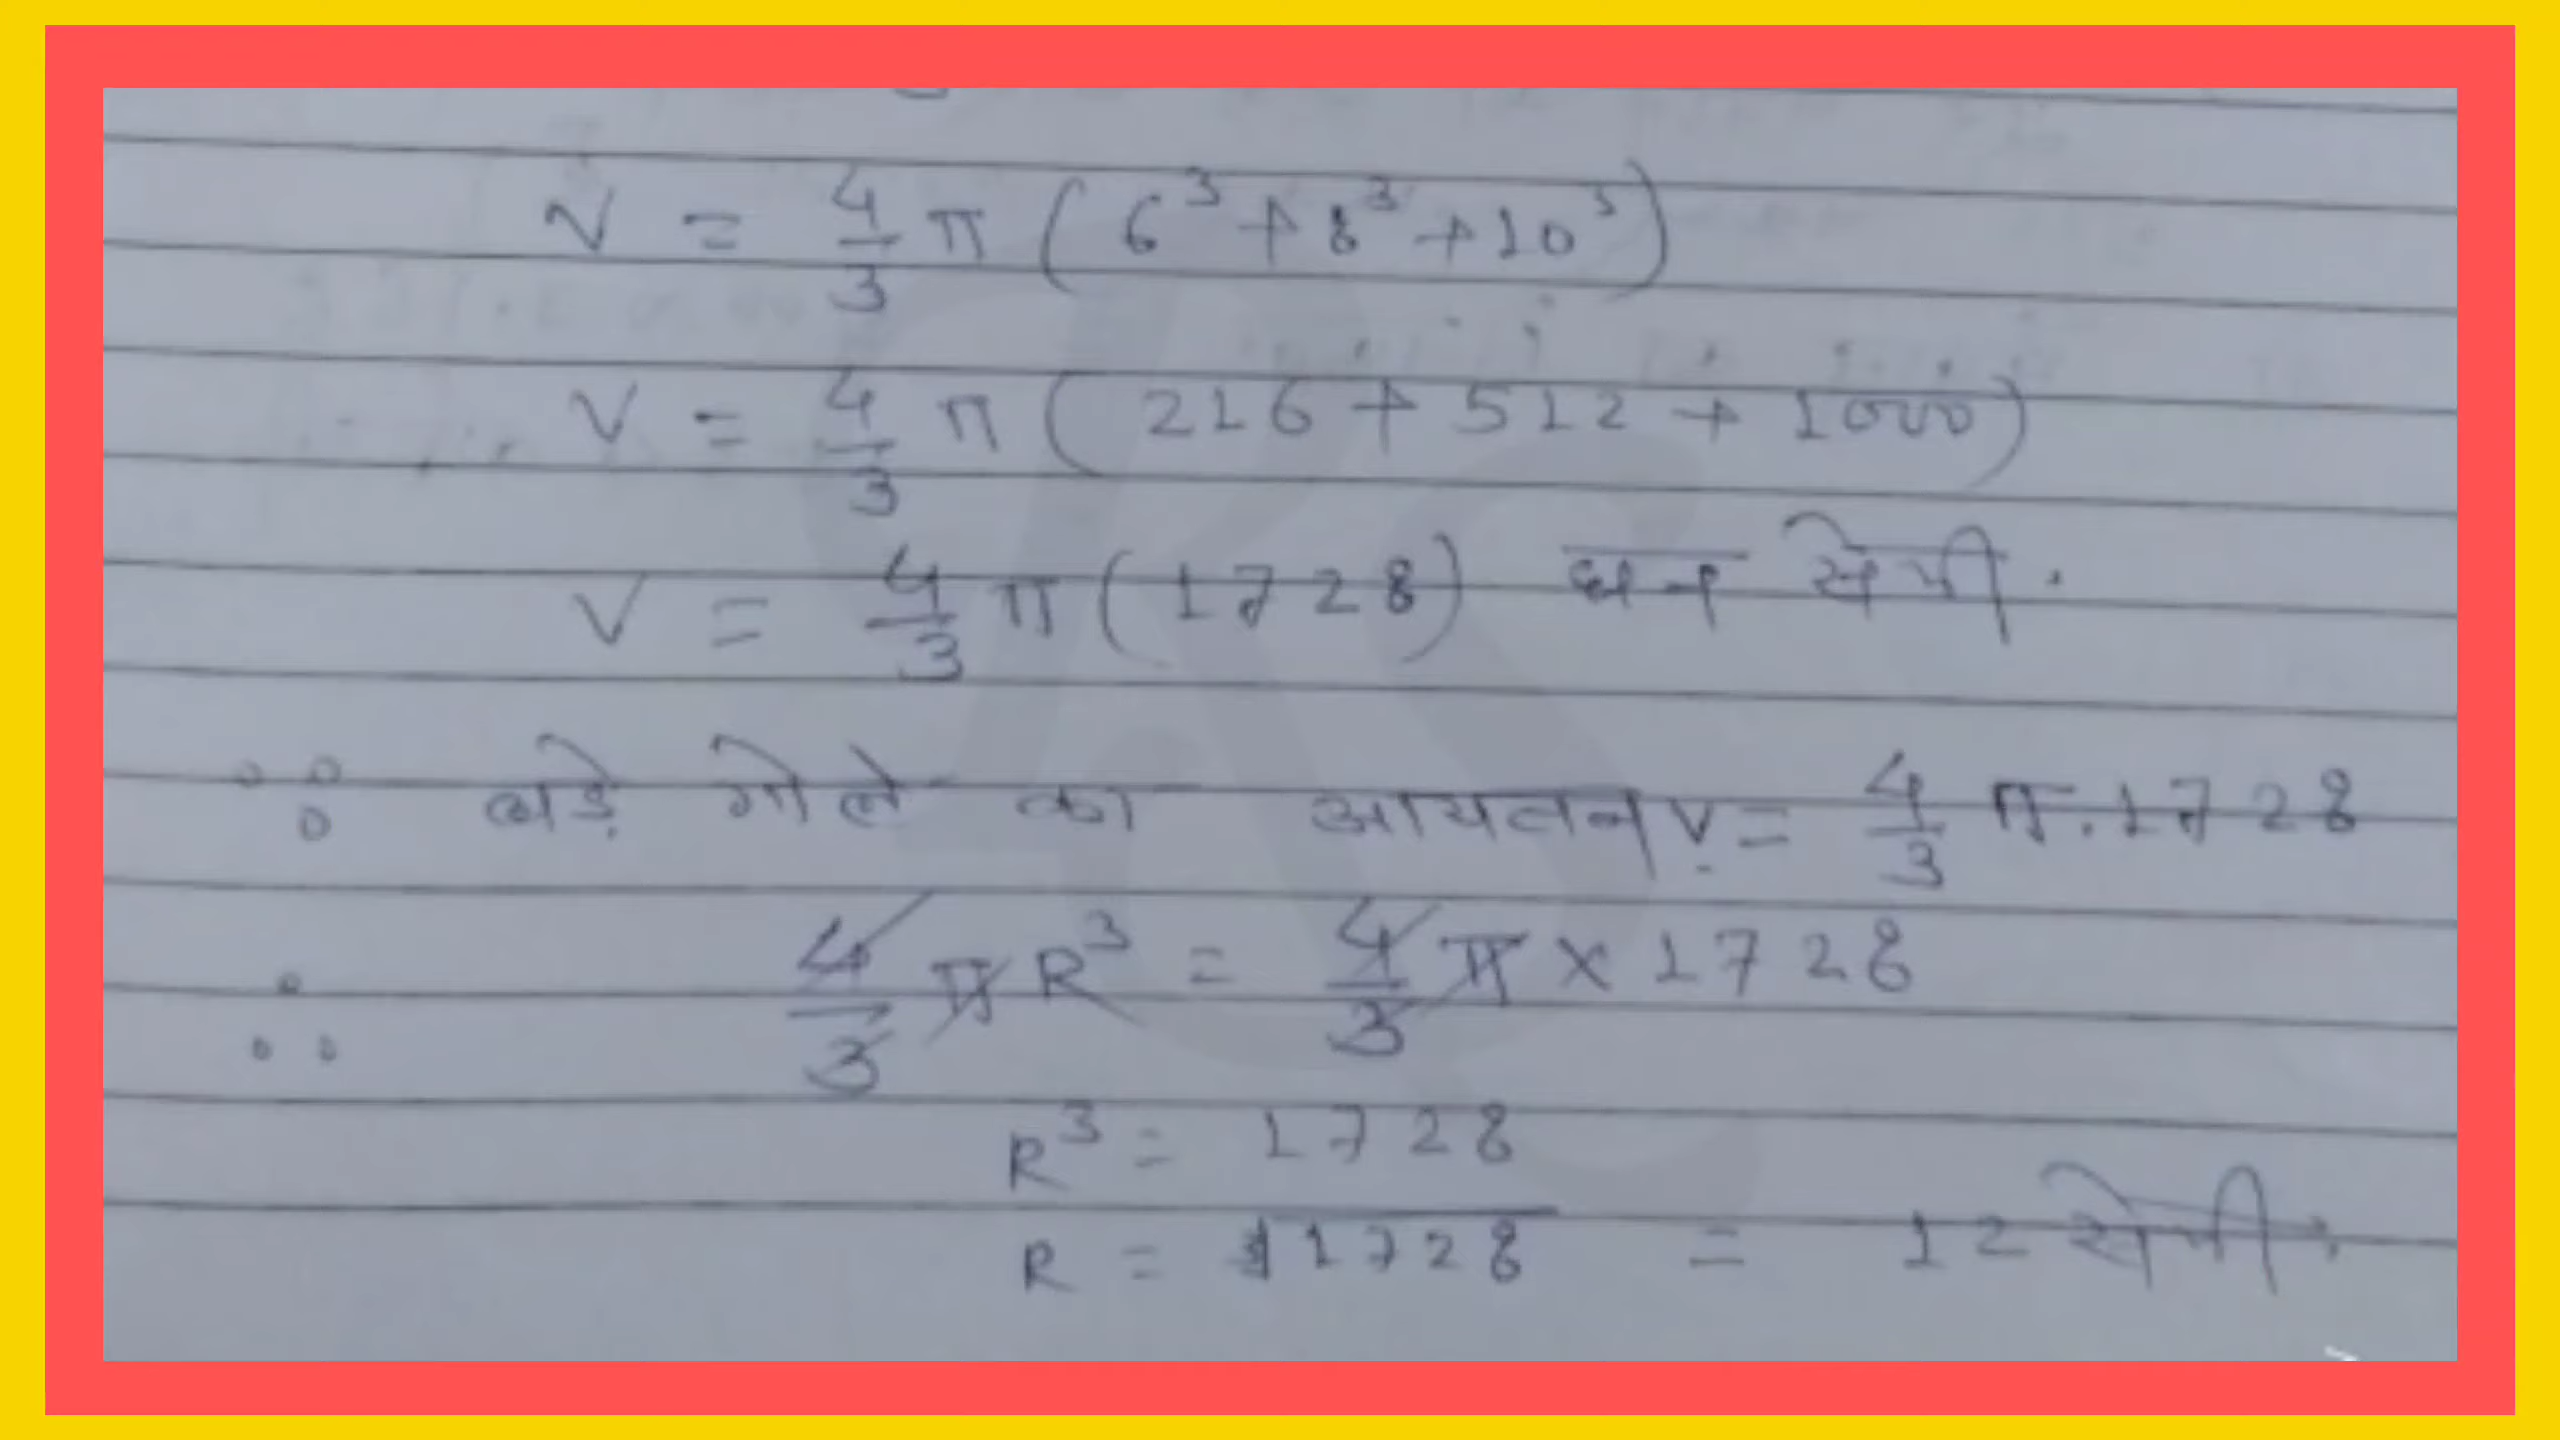 V = 4/3 π (6³ + 8³ + 10³)
V = 4/3 π (216 + 512 + 1000)
V = 4/3 π (1728) घन सेमी.
∵ बड़े गोले का आयतन V = 4/3 π.1728
∴ 4/3 π R³ = 4/3 π × 1728
R³ = 1728
R = 1728 = 12 सेमी.